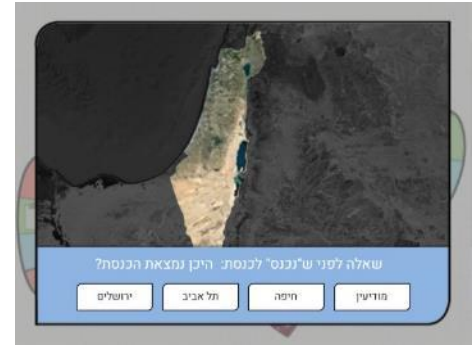 שאלה לפני ש"נכנס" לכנסת: היכן נמצאת הכנסת?
מודיעין
חיפה
תל אביב
ירושלים